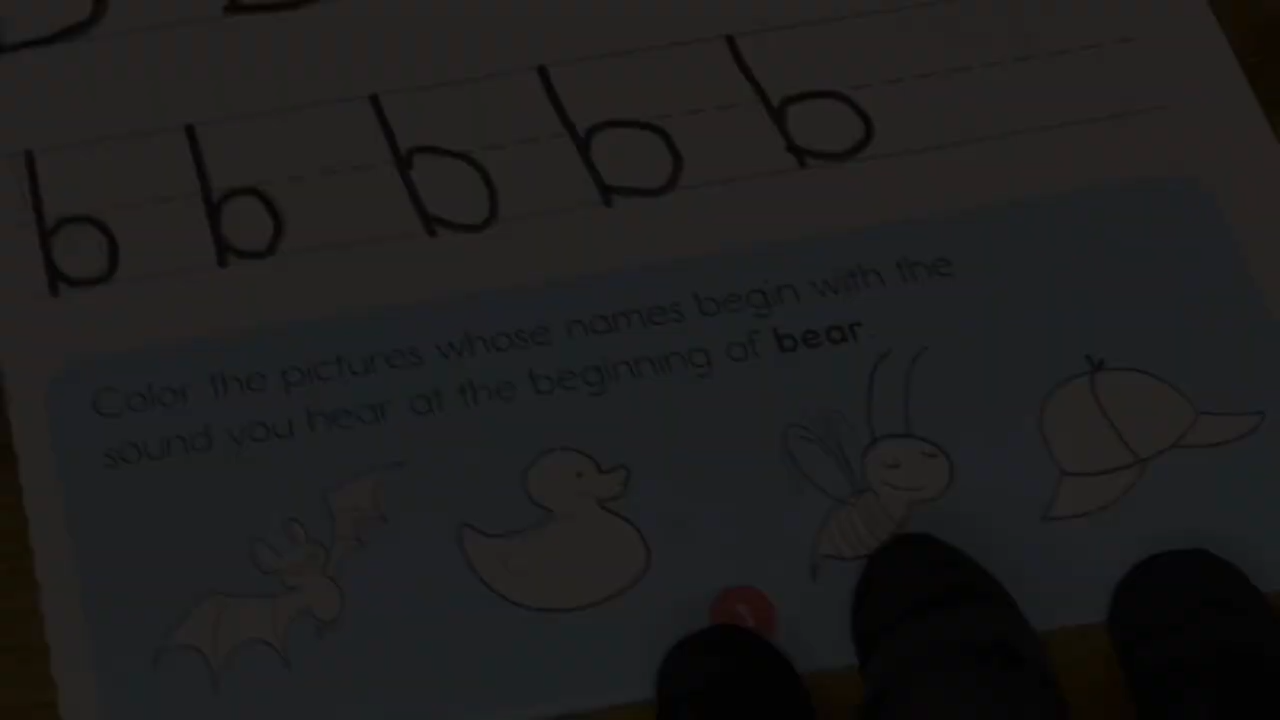 b b b b b
Color the pictures whose names begin with the
sound you hear at the beginning of bear.